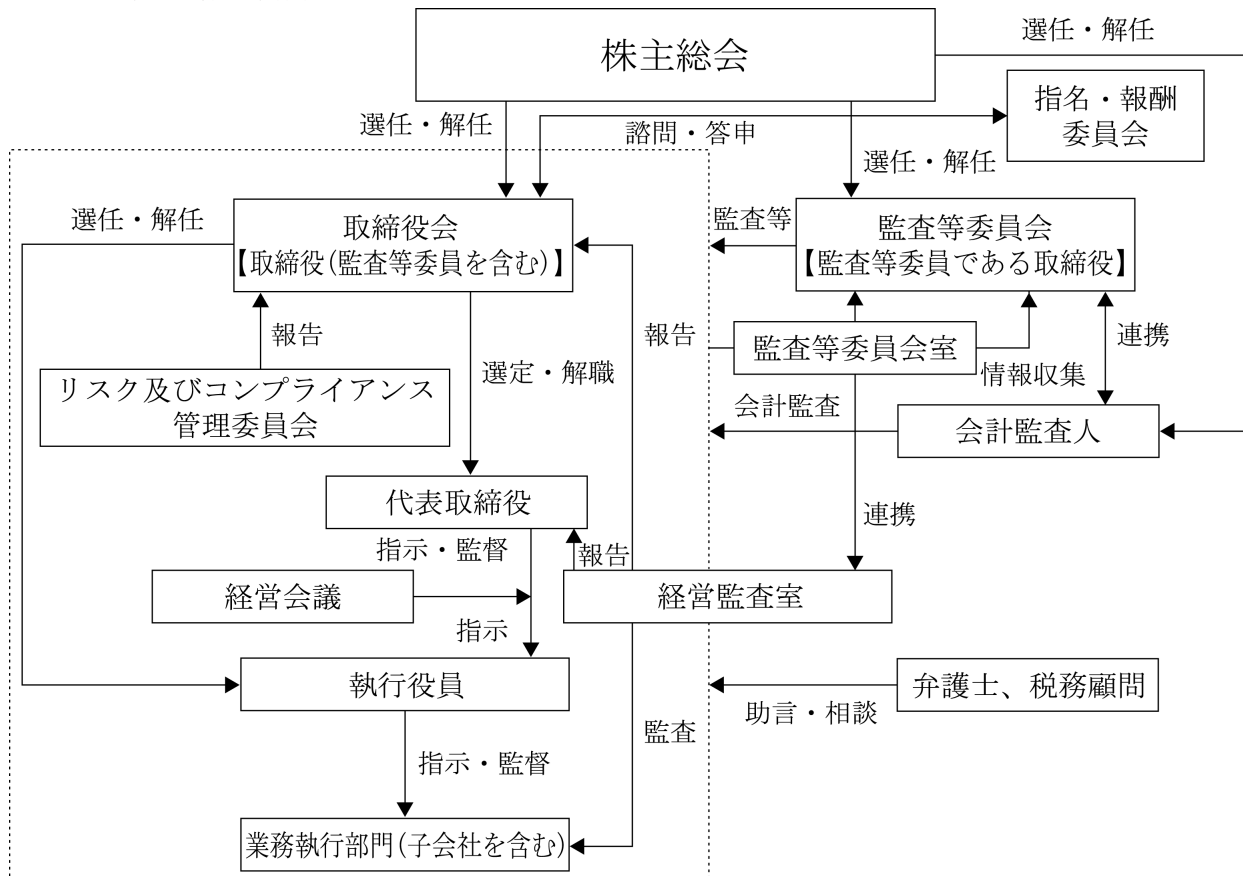 株主総会
選任・解任
指名・報酬
委員会
選任・解任
諮問・答申
選任・解任
選任・解任
取締役会
【取締役(監査等委員を含む)】
監査等
監査等委員会
【監査等委員である取締役】
報告
選定・解職
報告
監査等委員会室
連携
情報収集
リスク及びコンプライアンス
管理委員会
会計監査
会計監査人
代表取締役
連携
指示・監督
報告
経営会議
経営監査室
指示
執行役員
弁護士、税務顧問
助言・相談
監査
指示・監督
業務執行部門(子会社を含む)